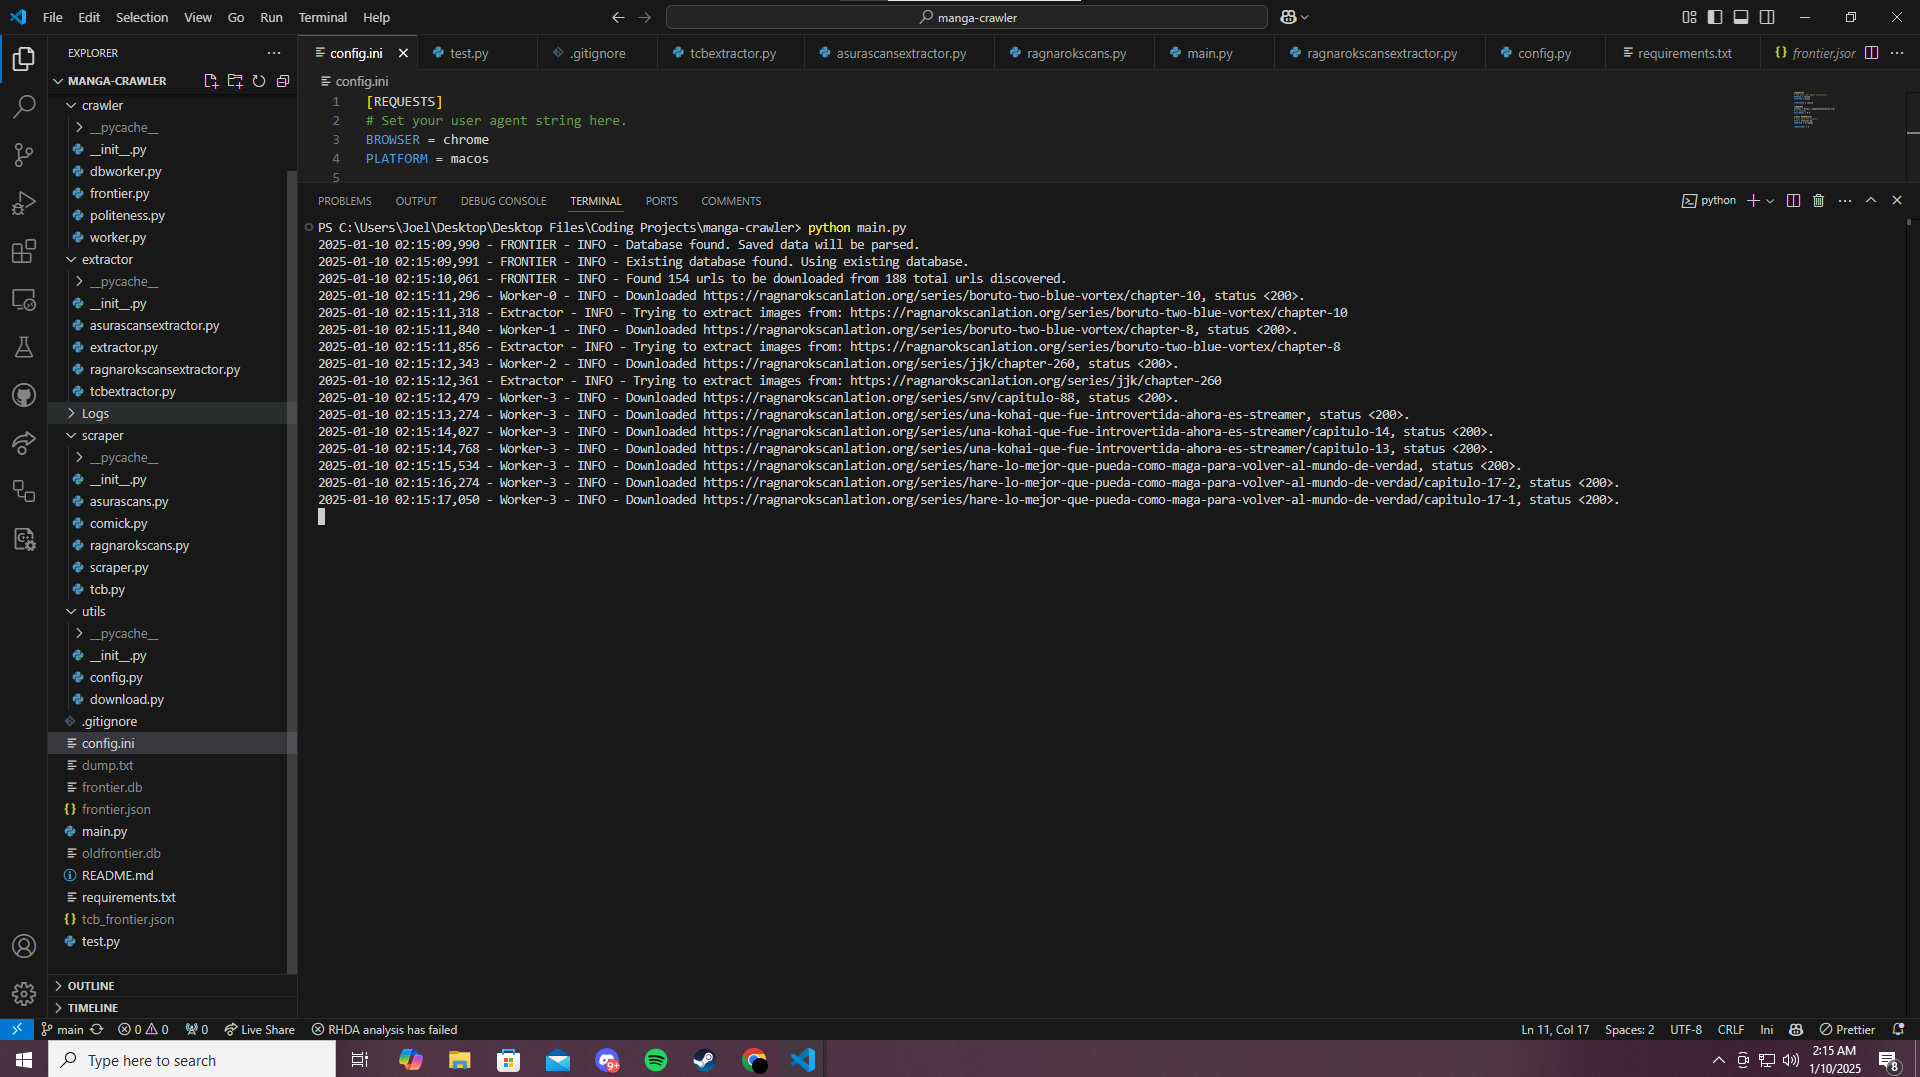 File Edit Selection View Go Run Terminal Help
manga-crawler
EXPLORER
MANGA-CRAWLER
crawler
__pycache__
__init__.py
dbworker.py
frontier.py
politeness.py
worker.py
extractor
__pycache__
__init__.py
asurascansextractor.py
extractor.py
ragnarokscansextractor.py
tcbextractor.py
Logs
scraper
__pycache__
__init__.py
asurascans.py
comick.py
ragnarokscans.py
scraper.py
tcb.py
utils
__pycache__
__init__.py
config.py
download.py
.gitignore
config.ini
dump.txt
frontier.db
frontier.json
main.py
oldfrontier.db
README.md
requirements.txt
tcb_frontier.json
test.py
OUTLINE
TIMELINE
config.ini test.py .gitignore tcbextractor.py asurascansextractor.py ragnarokscans.py main.py ragnarokscansextractor.py config.py requirements.txt frontier.json
config.ini
1 [REQUESTS]
2 # Set your user agent string here.
3 BROWSER = chrome
4 PLATFORM = macos
5
PROBLEMS OUTPUT DEBUG CONSOLE TERMINAL PORTS COMMENTS
python
PS C:\Users\Joel\Desktop\Desktop Files\Coding Projects\manga-crawler> python main.py
2025-01-10 02:15:09,990 - FRONTIER - INFO - Database found. Saved data will be parsed.
2025-01-10 02:15:09,991 - FRONTIER - INFO - Existing database found. Using existing database.
2025-01-10 02:15:10,061 - FRONTIER - INFO - Found 154 urls to be downloaded from 188 total urls discovered.
2025-01-10 02:15:11,296 - Worker-0 - INFO - Downloaded https://ragnarokscanlation.org/series/boruto-two-blue-vortex/chapter-10, status <200>.
2025-01-10 02:15:11,318 - Extractor - INFO - Trying to extract images from: https://ragnarokscanlation.org/series/boruto-two-blue-vortex/chapter-10
2025-01-10 02:15:11,840 - Worker-1 - INFO - Downloaded https://ragnarokscanlation.org/series/boruto-two-blue-vortex/chapter-8, status <200>.
2025-01-10 02:15:11,856 - Extractor - INFO - Trying to extract images from: https://ragnarokscanlation.org/series/boruto-two-blue-vortex/chapter-8
2025-01-10 02:15:12,343 - Worker-2 - INFO - Downloaded https://ragnarokscanlation.org/series/jjk/chapter-260, status <200>.
2025-01-10 02:15:12,361 - Extractor - INFO - Trying to extract images from: https://ragnarokscanlation.org/series/jjk/chapter-260
2025-01-10 02:15:12,479 - Worker-3 - INFO - Downloaded https://ragnarokscanlation.org/series/snv/capitulo-88, status <200>.
2025-01-10 02:15:13,274 - Worker-3 - INFO - Downloaded https://ragnarokscanlation.org/series/una-kohai-que-fue-introvertida-ahora-es-streamer, status <200>.
2025-01-10 02:15:14,027 - Worker-3 - INFO - Downloaded https://ragnarokscanlation.org/series/una-kohai-que-fue-introvertida-ahora-es-streamer/capitulo-14, status <200>.
2025-01-10 02:15:14,768 - Worker-3 - INFO - Downloaded https://ragnarokscanlation.org/series/una-kohai-que-fue-introvertida-ahora-es-streamer/capitulo-13, status <200>.
2025-01-10 02:15:15,534 - Worker-3 - INFO - Downloaded https://ragnarokscanlation.org/series/hare-lo-mejor-que-pueda-como-maga-para-volver-al-mundo-de-verdad, status <200>.
2025-01-10 02:15:16,274 - Worker-3 - INFO - Downloaded https://ragnarokscanlation.org/series/hare-lo-mejor-que-pueda-como-maga-para-volver-al-mundo-de-verdad/capitulo-17-2, status <200>.
2025-01-10 02:15:17,050 - Worker-3 - INFO - Downloaded https://ragnarokscanlation.org/series/hare-lo-mejor-que-pueda-como-maga-para-volver-al-mundo-de-verdad/capitulo-17-1, status <200>.
main 0 0 0 Live Share RHDA analysis has failed
Ln 11, Col 17 Spaces: 2 UTF-8 CRLF Ini Prettier
Type here to search
9+
2:15 AM
1/10/2025
8